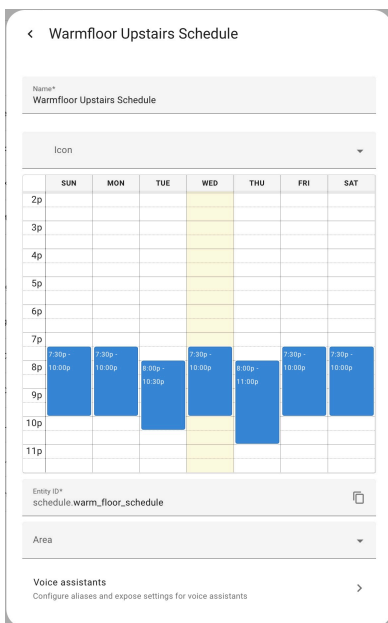 Warmfloor Upstairs Schedule
Name*
Warmfloor Upstairs Schedule
Icon
SUN MON TUE WED THU FRI SAT
2p
3p
4p
5p
6p
7p
7:30p - 7:30p - 7:30p - 7:30p - 7:30p -
8p 10:00p 10:00p 8:00p - 10:00p 8:00p - 10:00p 10:00p
10:30p 11:00p
9p
10p
11p
Entity ID*
schedule.warm_floor_schedule
Area
Voice assistants
Configure aliases and expose settings for voice assistants